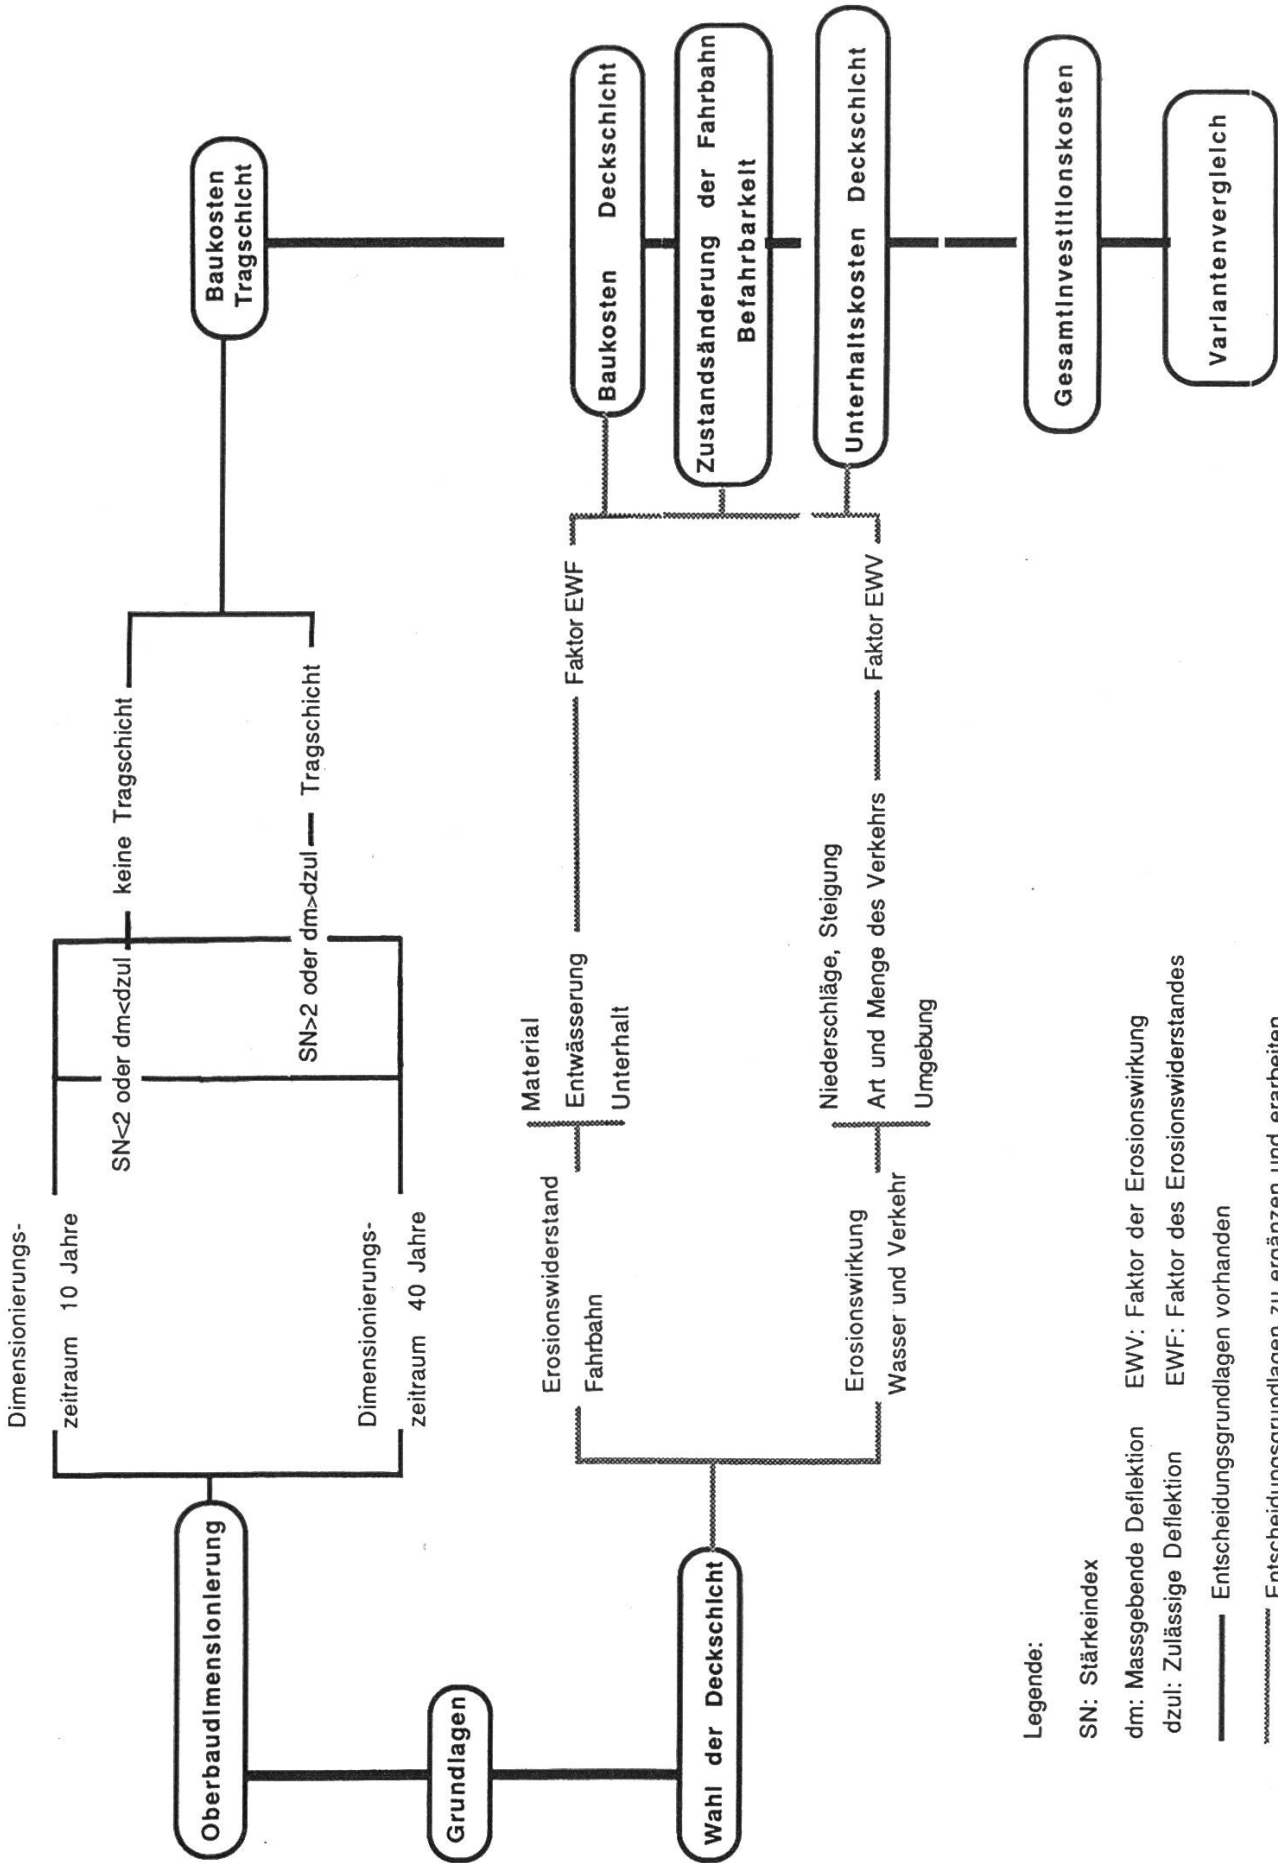 Dimensionierungs-
zeitraum 10 Jahre
SN<2 oder dm<dzul
keine Tragschicht
Oberbaudimensionierung
Baukosten
Tragschicht
SN>2 oder dm>dzul
Tragschicht
Dimensionierungs-
zeitraum 40 Jahre
Grundlagen
Erosionswiderstand
Fahrbahn
Material
Entwässerung
Unterhalt
Faktor EWF
Baukosten Deckschicht
Wahl der Deckschicht
Zustandsänderung der Fahrbahn
Befahrbarkeit
Erosionswirkung
Wasser und Verkehr
Niederschläge, Steigung
Art und Menge des Verkehrs
Umgebung
Faktor EWV
Unterhaltskosten Deckschicht
Gesamtinvestitionskosten
Variantenvergleich
Legende:
SN: Stärkeindex
dm: Massgebende Deflektion EWV: Faktor der Erosionswirkung
dzul: Zulässige Deflektion EWF: Faktor des Erosionswiderstandes
Entscheidungsgrundlagen vorhanden
Entscheidungsgrundlagen zu ergänzen und erarbeiten